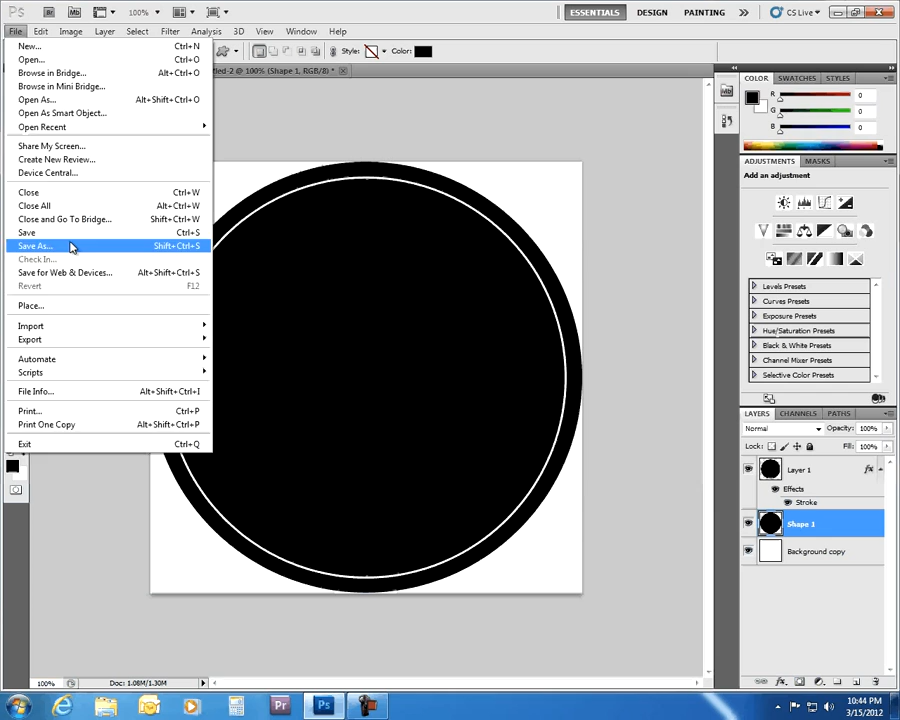 Ps Br Mb 100% ESSENTIALS DESIGN PAINTING CS Live
File Edit Image Layer Select Filter Analysis 3D View Window Help
Style: Color:
tled-2 @ 100% (Shape 1, RGB/8) *
New... Ctrl+N
Open... Ctrl+O
Browse in Bridge... Alt+Ctrl+O
Browse in Mini Bridge...
Open As... Alt+Shift+Ctrl+O
Open As Smart Object...
Open Recent
Share My Screen...
Create New Review...
Device Central...
Close Ctrl+W
Close All Alt+Ctrl+W
Close and Go To Bridge... Shift+Ctrl+W
Save Ctrl+S
Save As... Shift+Ctrl+S
Check In...
Save for Web & Devices... Alt+Shift+Ctrl+S
Revert F12
Place...
Import
Export
Automate
Scripts
File Info... Alt+Shift+Ctrl+I
Print... Ctrl+P
Print One Copy Alt+Shift+Ctrl+P
Exit Ctrl+Q
Mb
COLOR SWATCHES STYLES
R 0
G 0
B 0
ADJUSTMENTS MASKS
Add an adjustment
Levels Presets
Curves Presets
Exposure Presets
Hue/Saturation Presets
Black & White Presets
Channel Mixer Presets
Selective Color Presets
LAYERS CHANNELS PATHS
Normal Opacity: 100%
Lock: Fill: 100%
Layer 1 fx
Effects
Stroke
Shape 1
Background copy
100% Doc: 1.08M/1.30M
Pr Ps
10:44 PM
3/15/2012